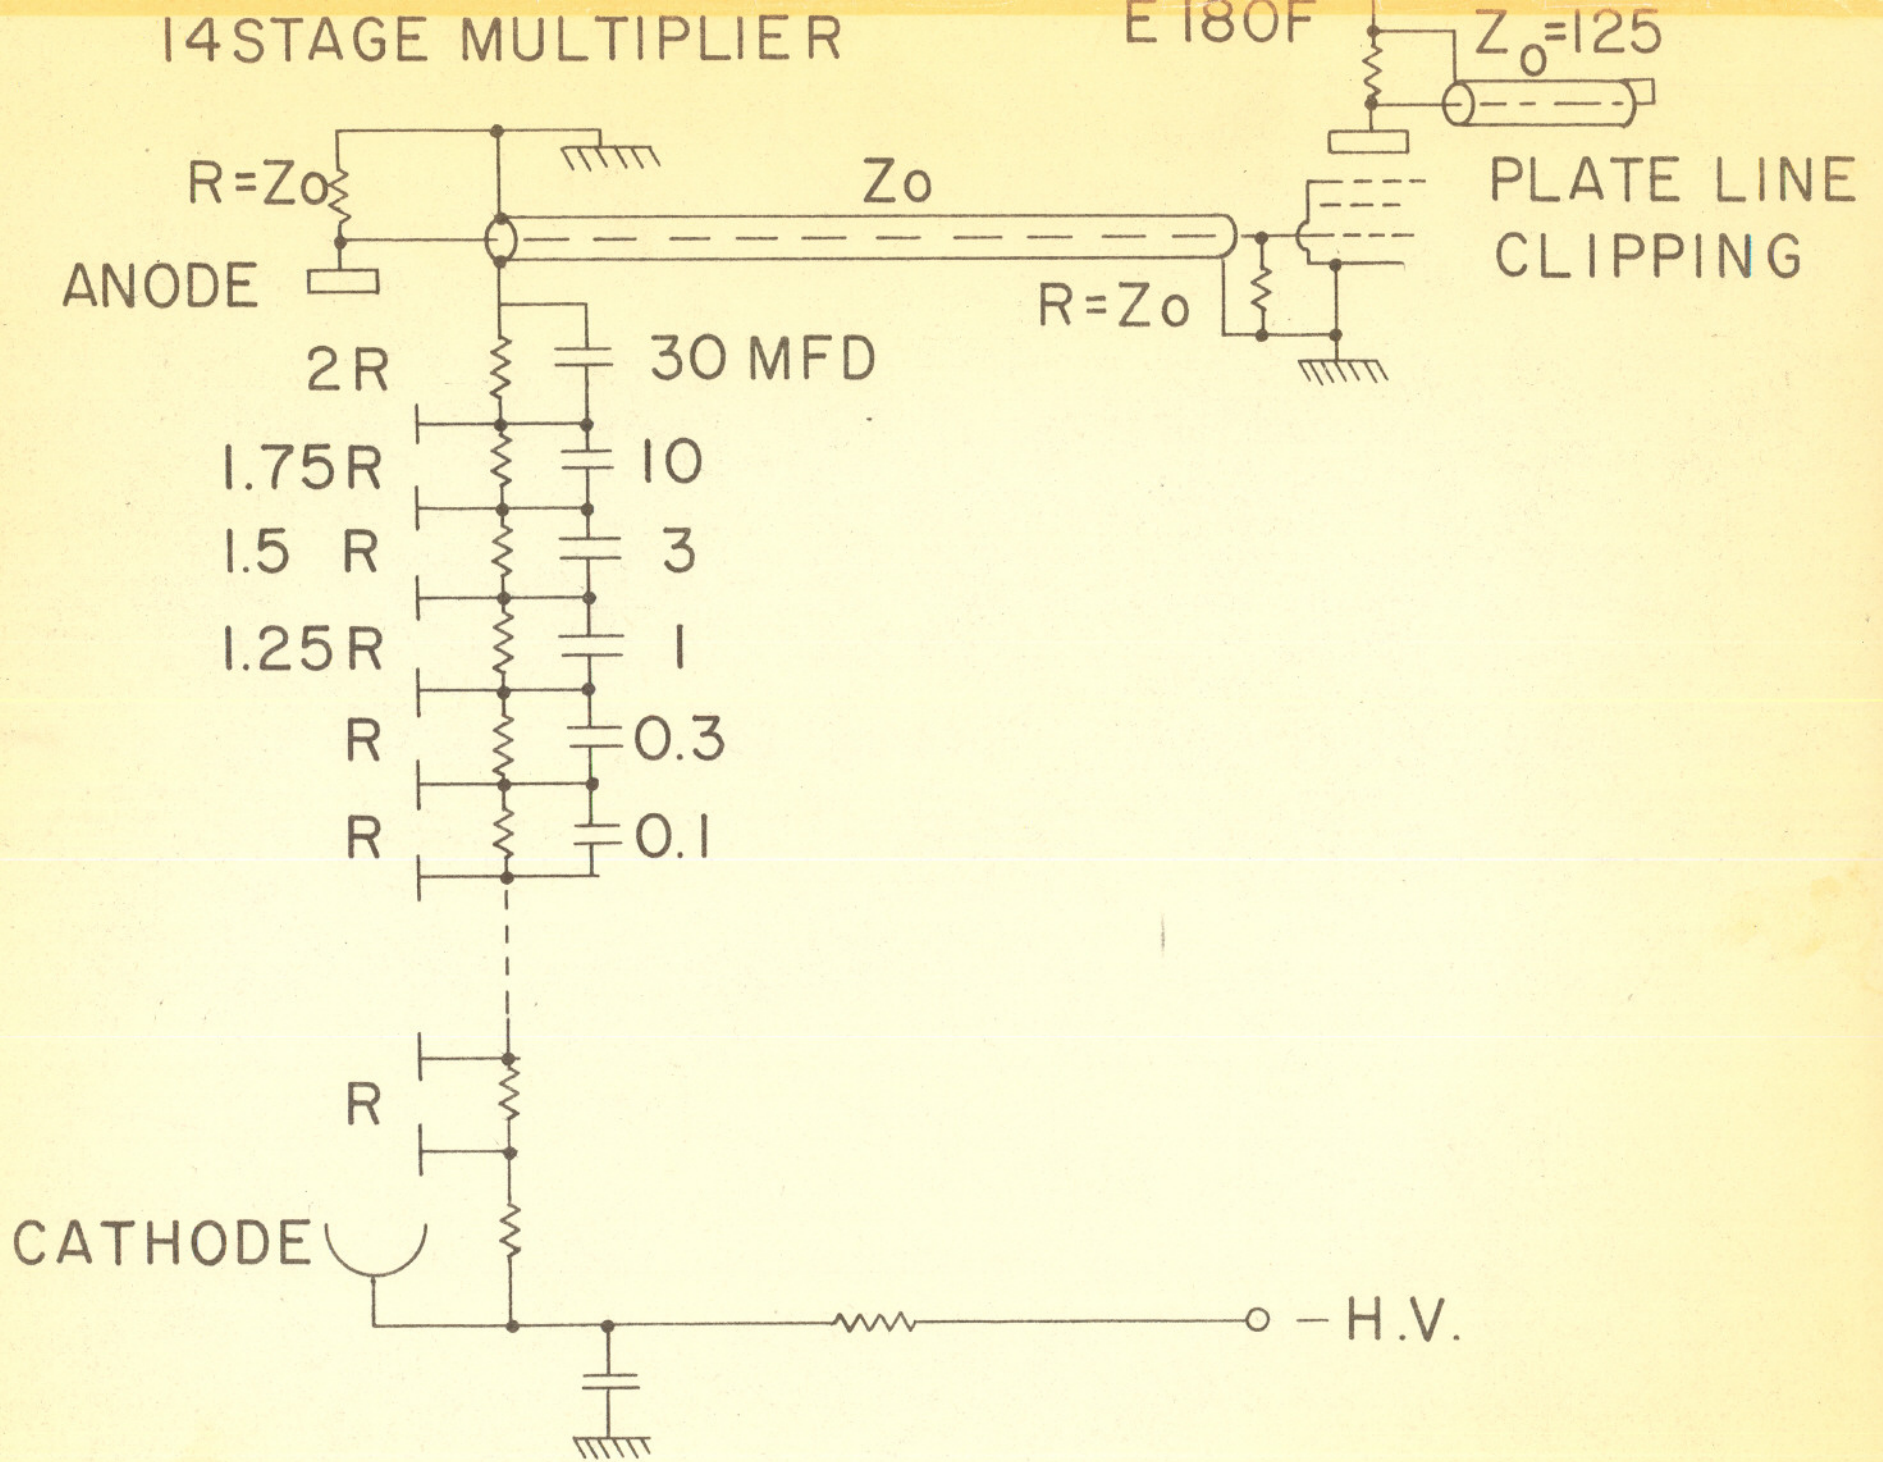 14 STAGE MULTIPLIER
E 180F
Zo=125
R=Zo
Zo
PLATE LINE
CLIPPING
ANODE
R=Zo
2R
30 MFD
1.75R
10
1.5 R
3
1.25R
1
R
0.3
R
0.1
R
CATHODE
– H.V.